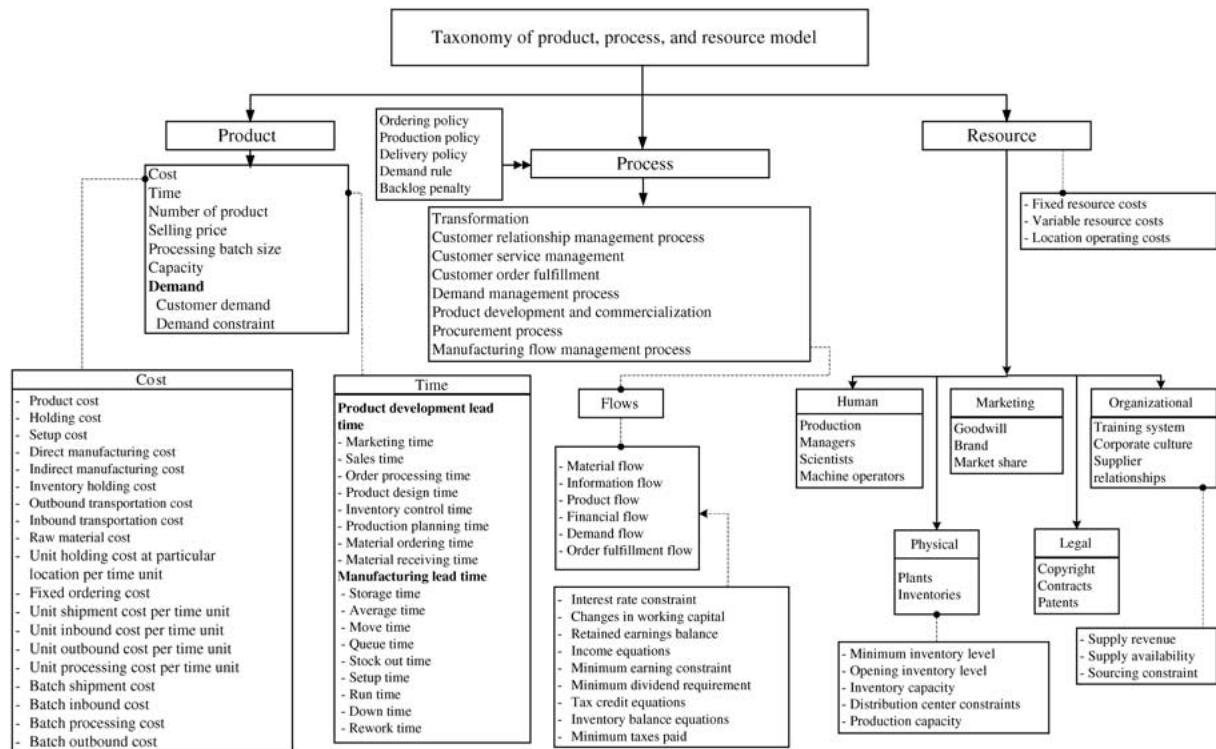 Taxonomy of product, process, and resource model
Product
Cost
Time
Number of product
Selling price
Processing batch size
Capacity
Demand
Customer demand
Demand constraint
Ordering policy
Production policy
Delivery policy
Demand rule
Backlog penalty
Process
Transformation
Customer relationship management process
Customer service management
Customer order fulfillment
Demand management process
Product development and commercialization
Procurement process
Manufacturing flow management process
Resource
- Fixed resource costs
- Variable resource costs
- Location operating costs
Cost
- Product cost
- Holding cost
- Setup cost
- Direct manufacturing cost
- Indirect manufacturing cost
- Inventory holding cost
- Outbound transportation cost
- Inbound transportation cost
- Raw material cost
- Unit holding cost at particular
location per time unit
- Fixed ordering cost
- Unit shipment cost per time unit
- Unit inbound cost per time unit
- Unit outbound cost per time unit
- Unit processing cost per time unit
- Batch shipment cost
- Batch inbound cost
- Batch processing cost
- Batch outbound cost
Time
Product development lead
time
- Marketing time
- Sales time
- Order processing time
- Product design time
- Inventory control time
- Production planning time
- Material ordering time
- Material receiving time
Manufacturing lead time
- Storage time
- Average time
- Move time
- Queue time
- Stock out time
- Setup time
- Run time
- Down time
- Rework time
Flows
- Material flow
- Information flow
- Product flow
- Financial flow
- Demand flow
- Order fulfillment flow
- Interest rate constraint
- Changes in working capital
- Retained earnings balance
- Income equations
- Minimum earning constraint
- Minimum dividend requirement
- Tax credit equations
- Inventory balance equations
- Minimum taxes paid
Human
Production
Managers
Scientists
Machine operators
Marketing
Goodwill
Brand
Market share
Organizational
Training system
Corporate culture
Supplier
relationships
Physical
Plants
Inventories
Legal
Copyright
Contracts
Patents
- Minimum inventory level
- Opening inventory level
- Inventory capacity
- Distribution center constraints
- Production capacity
- Supply revenue
- Supply availability
- Sourcing constraint